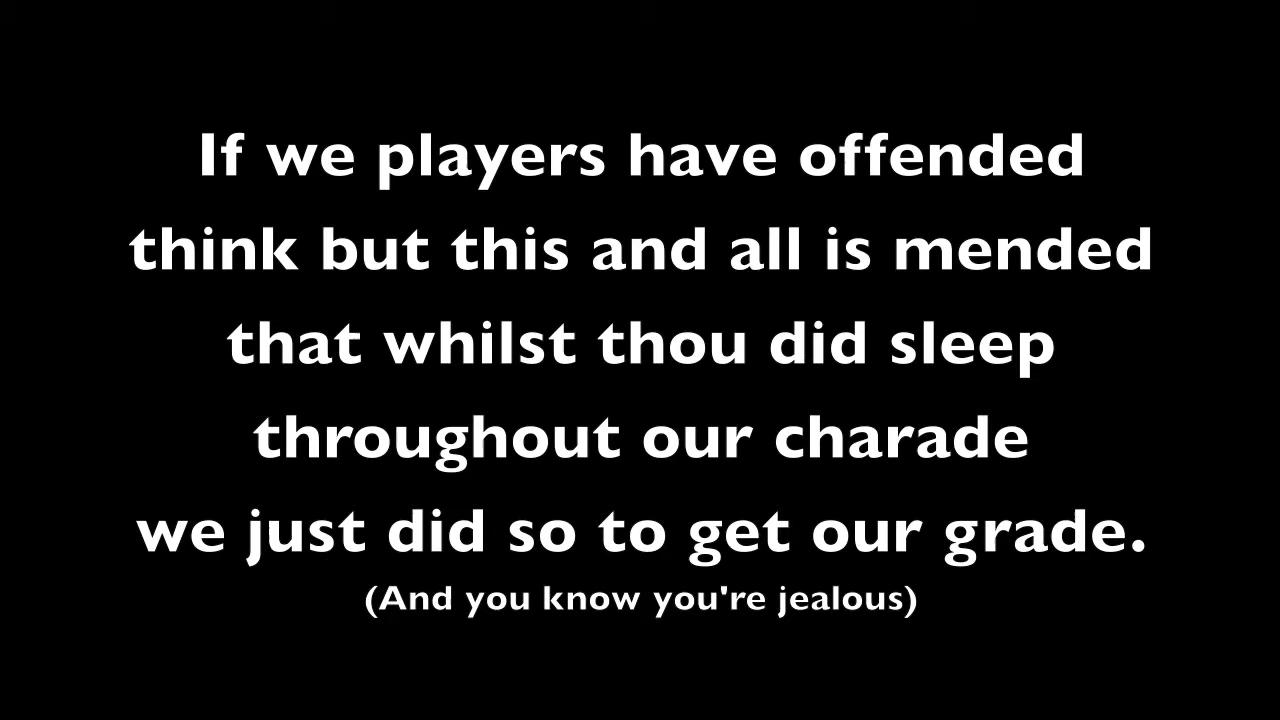 If we players have offended
think but this and all is mended
that whilst thou did sleep
throughout our charade
we just did so to get our grade.
(And you know you're jealous)